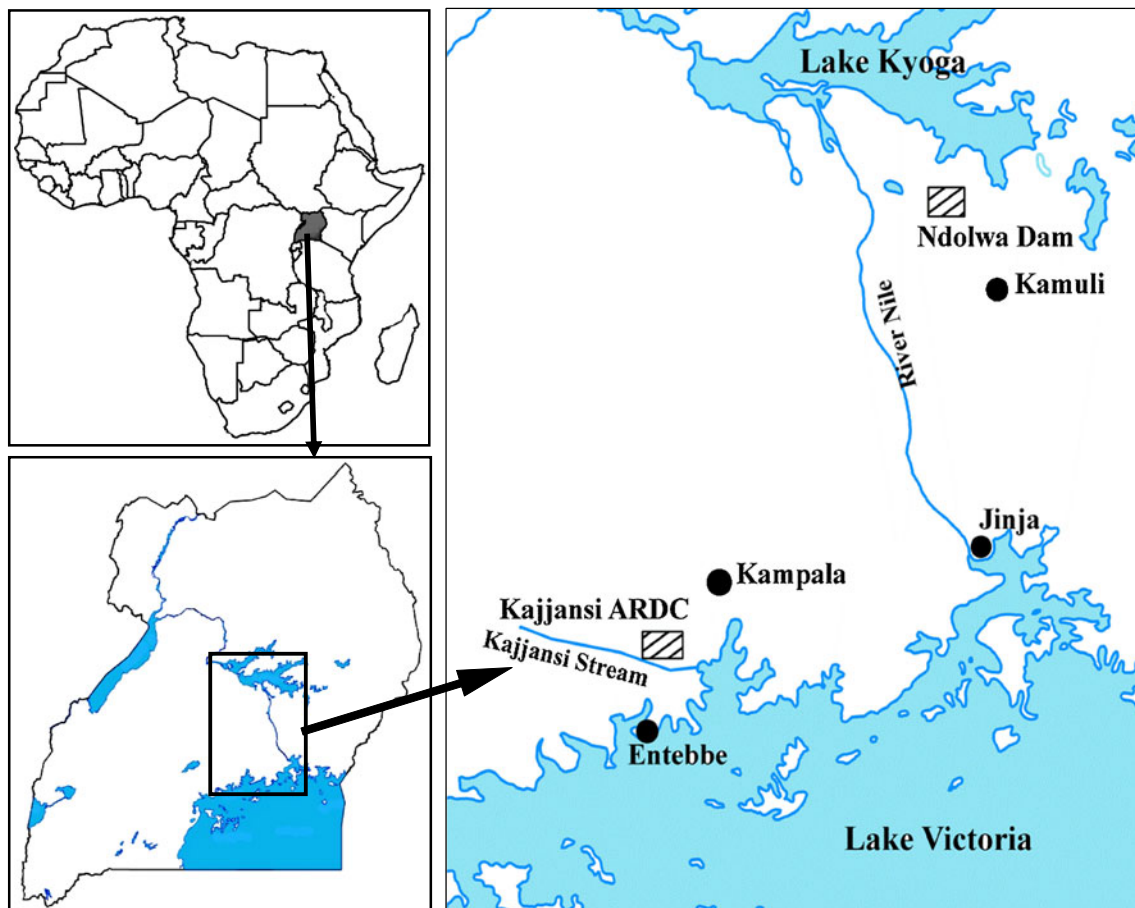 Lake Kyoga
Ndolwa Dam
Kamuli
River Nile
Jinja
Kampala
Kajjansi ARDC
Kajjansi Stream
Entebbe
Lake Victoria